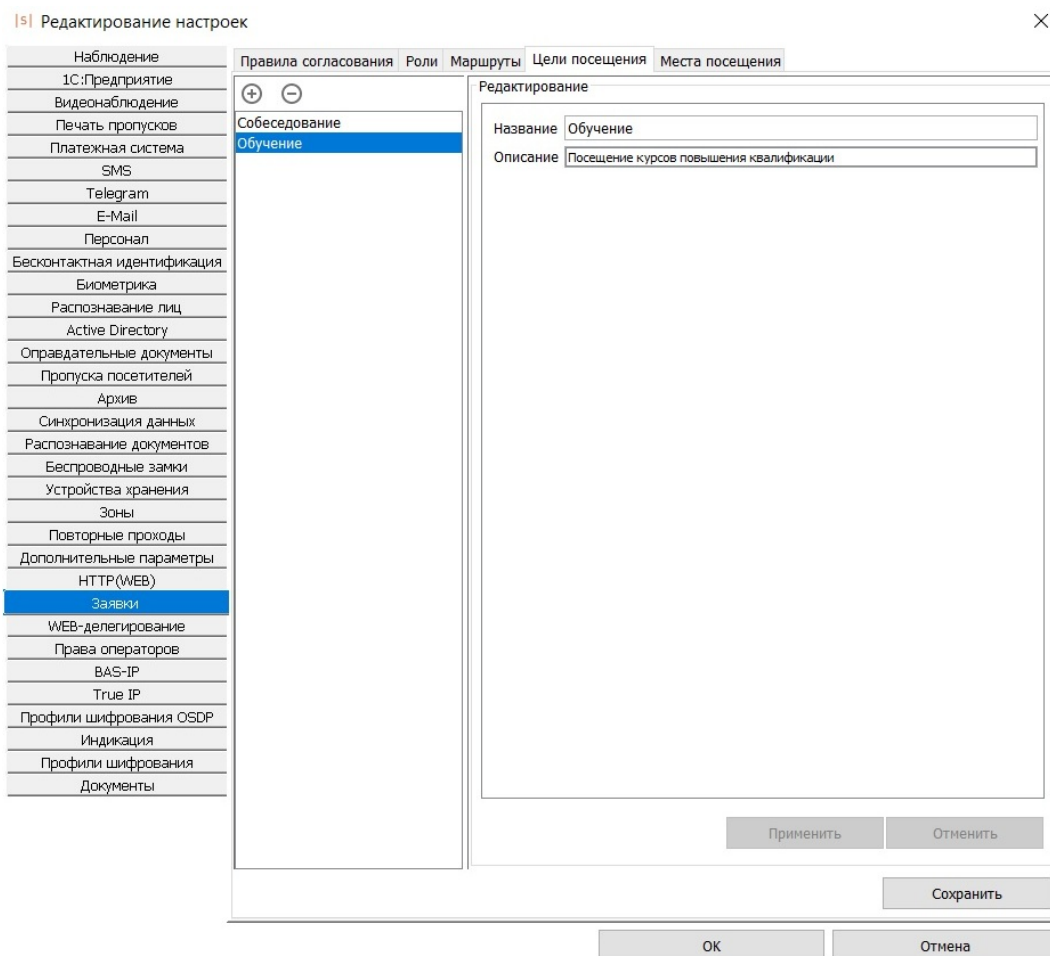 |S| Редактирование настроек
Наблюдение
1С:Предприятие
Видеонаблюдение
Печать пропусков
Платежная система
SMS
Telegram
E-Mail
Персонал
Бесконтактная идентификация
Биометрика
Распознавание лиц
Active Directory
Оправдательные документы
Пропуска посетителей
Архив
Синхронизация данных
Распознавание документов
Беспроводные замки
Устройства хранения
Зоны
Повторные проходы
Дополнительные параметры
HTTP(WEB)
Заявки
WEB-делегирование
Права операторов
BAS-IP
True IP
Профили шифрования OSDP
Индикация
Профили шифрования
Документы
Правила согласования Роли Маршруты Цели посещения Места посещения
Собеседование
Обучение
Редактирование
Название Обучение
Описание Посещение курсов повышения квалификации
Применить Отменить
Сохранить
ОК Отмена